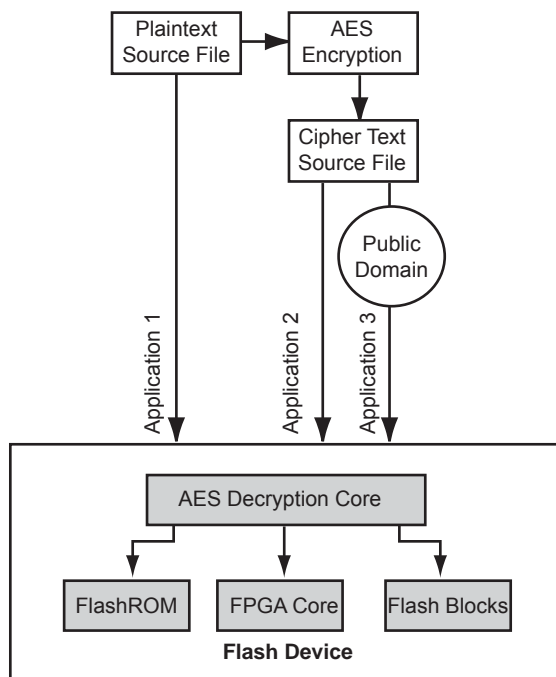 Plaintext
Source File
AES
Encryption
Cipher Text
Source File
Public
Domain
Application 1
Application 2
Application 3
AES Decryption Core
FlashROM
FPGA Core
Flash Blocks
Flash Device